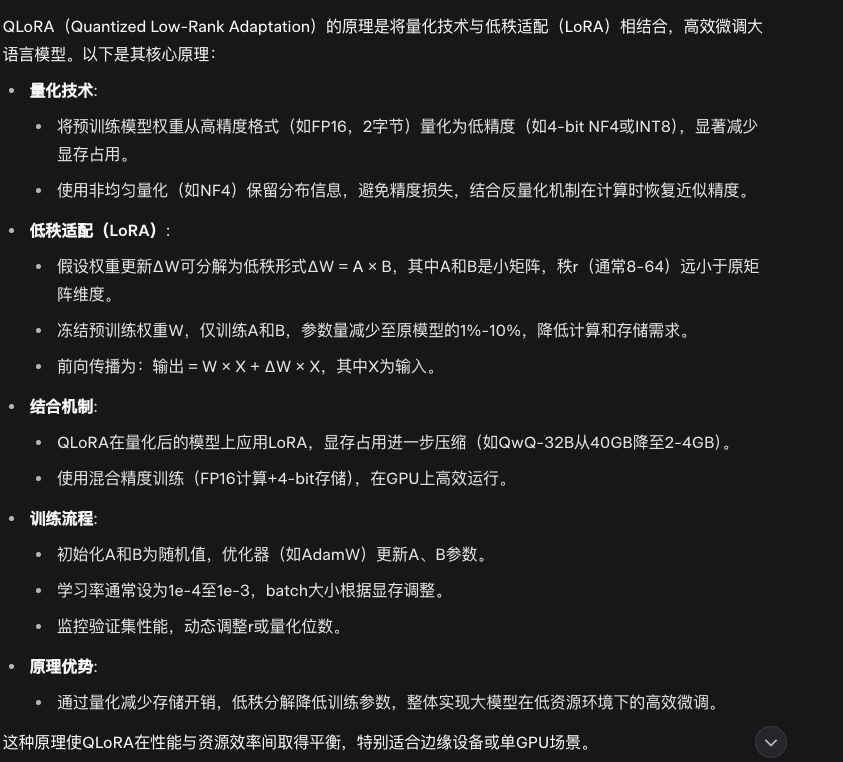 QLoRA（Quantized Low-Rank Adaptation）的原理是将量化技术与低秩适配（LoRA）相结合，高效微调大
语言模型。以下是其核心原理：
• 量化技术:
• 将预训练模型权重从高精度格式（如FP16，2字节）量化为低精度（如4-bit NF4或INT8），显著减少
显存占用。
• 使用非均匀量化（如NF4）保留分布信息，避免精度损失，结合反量化机制在计算时恢复近似精度。
• 低秩适配（LoRA）:
• 假设权重更新ΔW可分解为低秩形式ΔW = A × B，其中A和B是小矩阵，秩r（通常8-64）远小于原矩
阵维度。
• 冻结预训练权重W，仅训练A和B，参数量减少至原模型的1%-10%，降低计算和存储需求。
• 前向传播为：输出 = W × X + ΔW × X，其中X为输入。
• 结合机制:
• QLoRA在量化后的模型上应用LoRA，显存占用进一步压缩（如QwQ-32B从40GB降至2-4GB）。
• 使用混合精度训练（FP16计算+4-bit存储），在GPU上高效运行。
• 训练流程:
• 初始化A和B为随机值，优化器（如AdamW）更新A、B参数。
• 学习率通常设为1e-4至1e-3，batch大小根据显存调整。
• 监控验证集性能，动态调整r或量化位数。
• 原理优势:
• 通过量化减少存储开销，低秩分解降低训练参数，整体实现大模型在低资源环境下的高效微调。
这种原理使QLoRA在性能与资源效率间取得平衡，特别适合边缘设备或单GPU场景。